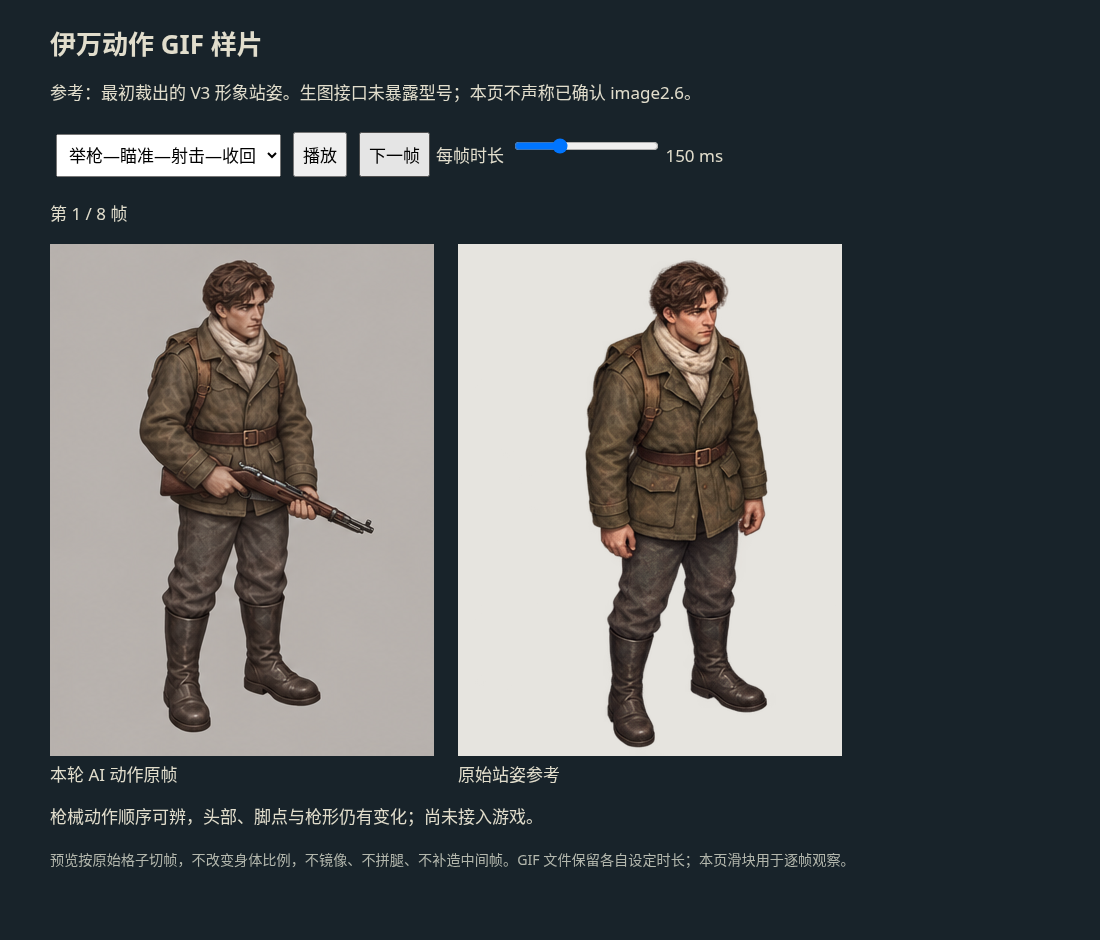 伊万动作 GIF 样片
参考：最初裁出的 V3 形象站姿。生图接口未暴露型号；本页不声称已确认 image2.6。
举枪—瞄准—射击—收回 播放 下一帧 每帧时长 150 ms
第 1 / 8 帧
本轮 AI 动作原帧 原始站姿参考
枪械动作顺序可辨，头部、脚点与枪形仍有变化；尚未接入游戏。
预览按原始格子切帧，不改变身体比例，不镜像、不拼腿、不补造中间帧。GIF 文件保留各自设定时长；本页滑块用于逐帧观察。